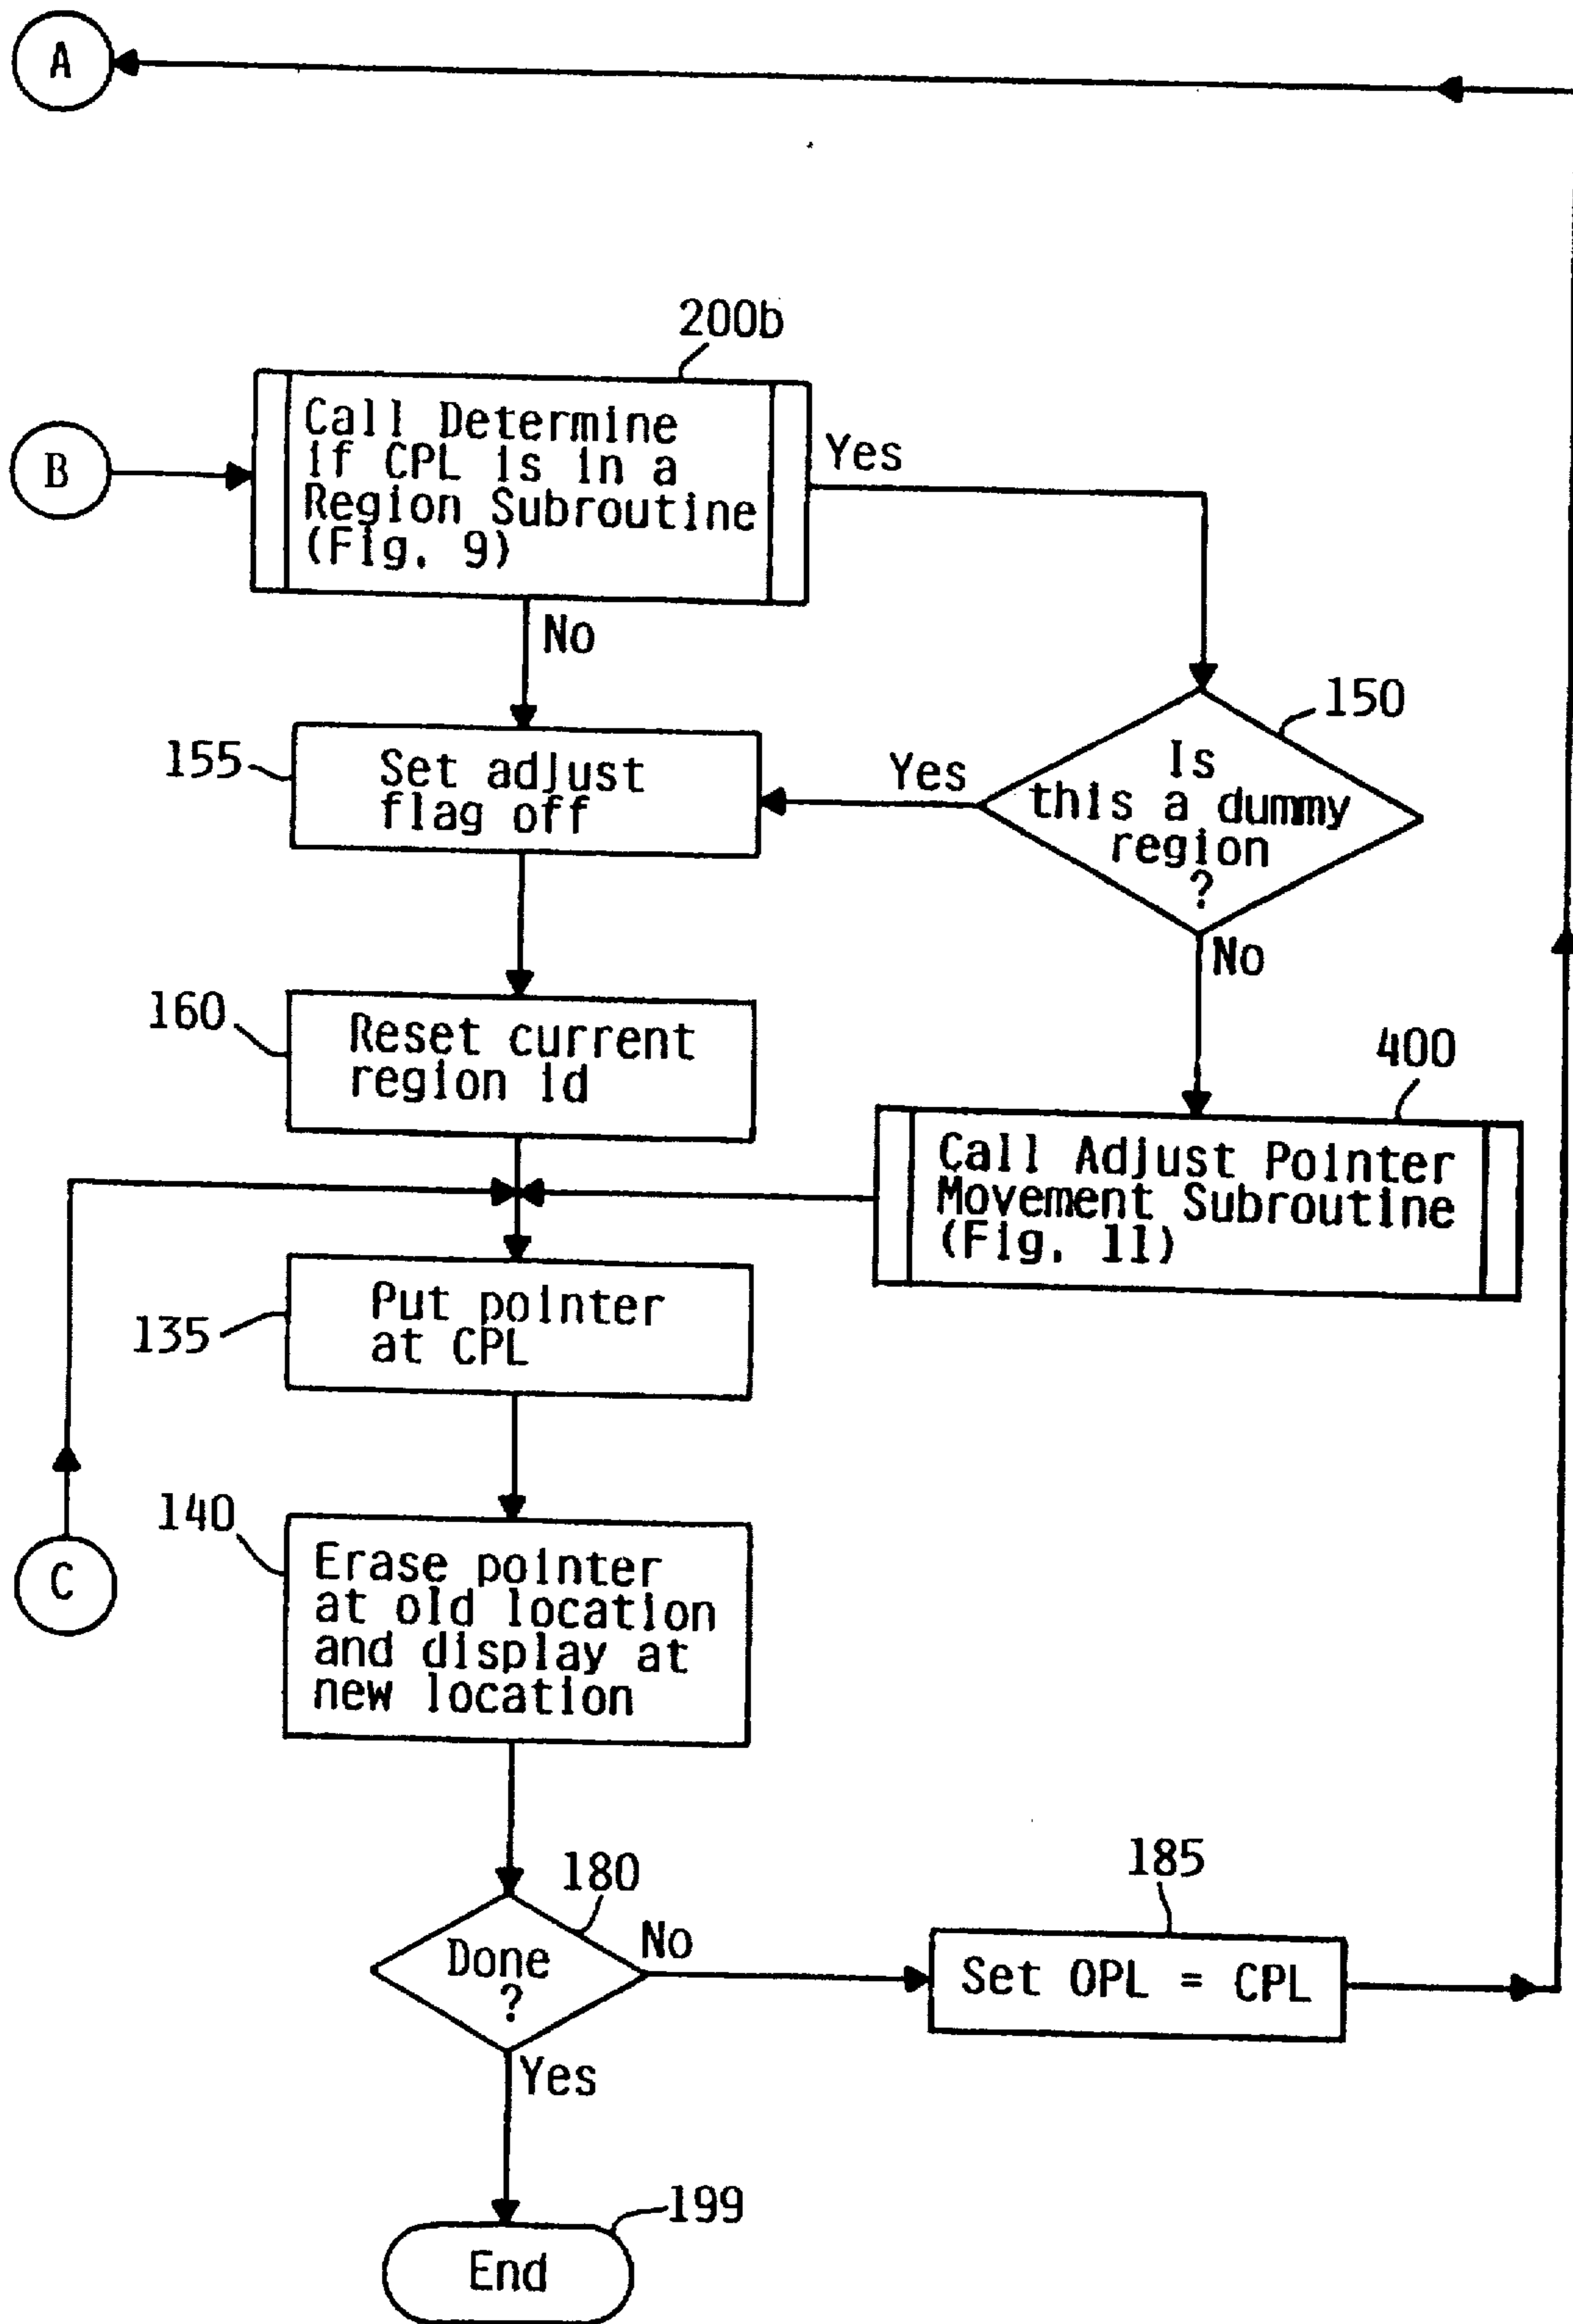 A
200b
B
Call Determine
if CPL is in a
Region Subroutine
(Fig. 9)
Yes
No
150
155
Set adjust
flag off
Yes
Is
this a dummy
region
?
No
160
Reset current
region id
400
Call Adjust Pointer
Movement Subroutine
(Fig. 11)
135
Put pointer
at CPL
C
140
Erase pointer
at old location
and display at
new location
180
Done
?
No
185
Set OPL = CPL
Yes
199
End